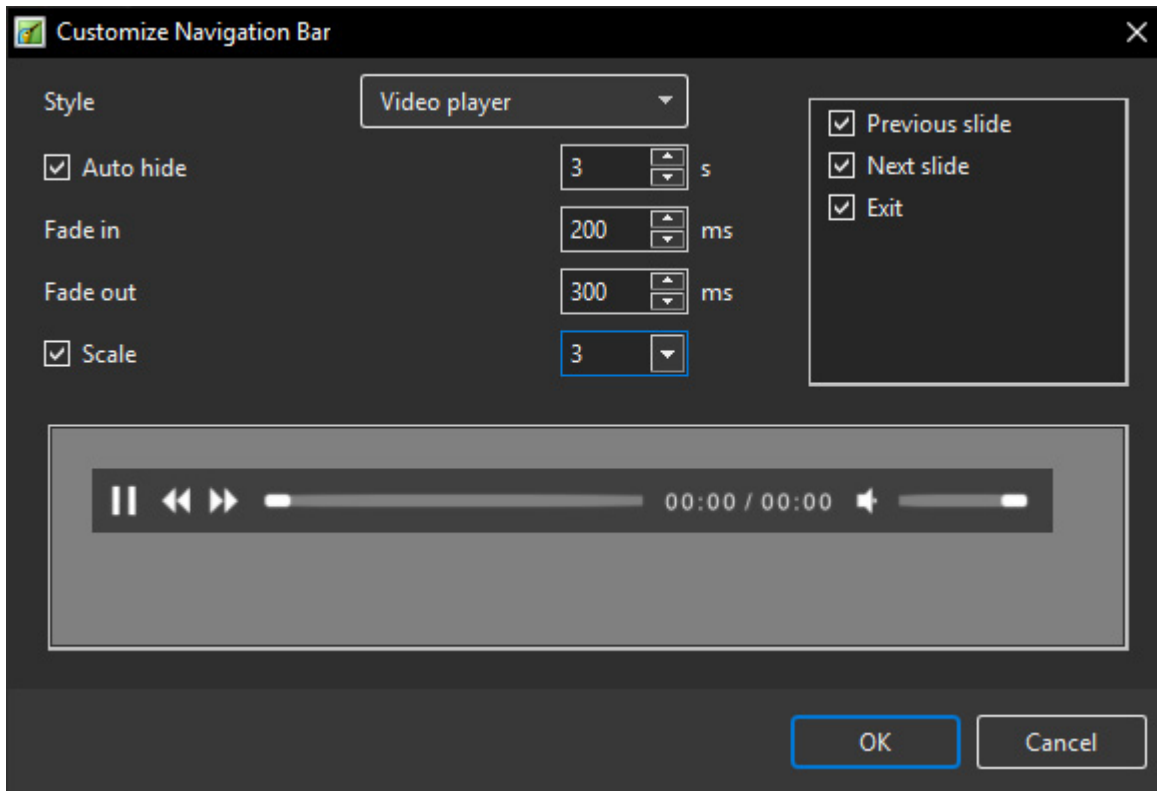 Customize Navigation Bar
Style
Video player
Auto hide
3
s
Fade in
200
ms
Fade out
300
ms
Scale
3
Previous slide
Next slide
Exit
00:00 / 00:00
OK
Cancel